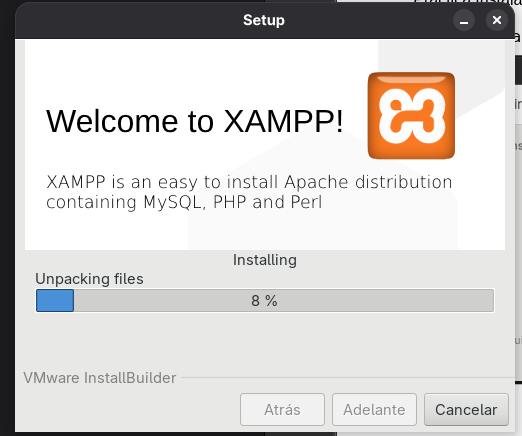 Setup
Welcome to XAMPP!
XAMPP is an easy to install Apache distribution
containing MySQL, PHP and Perl
Installing
Unpacking files
8 %
VMware InstallBuilder
Atrás
Adelante
Cancelar